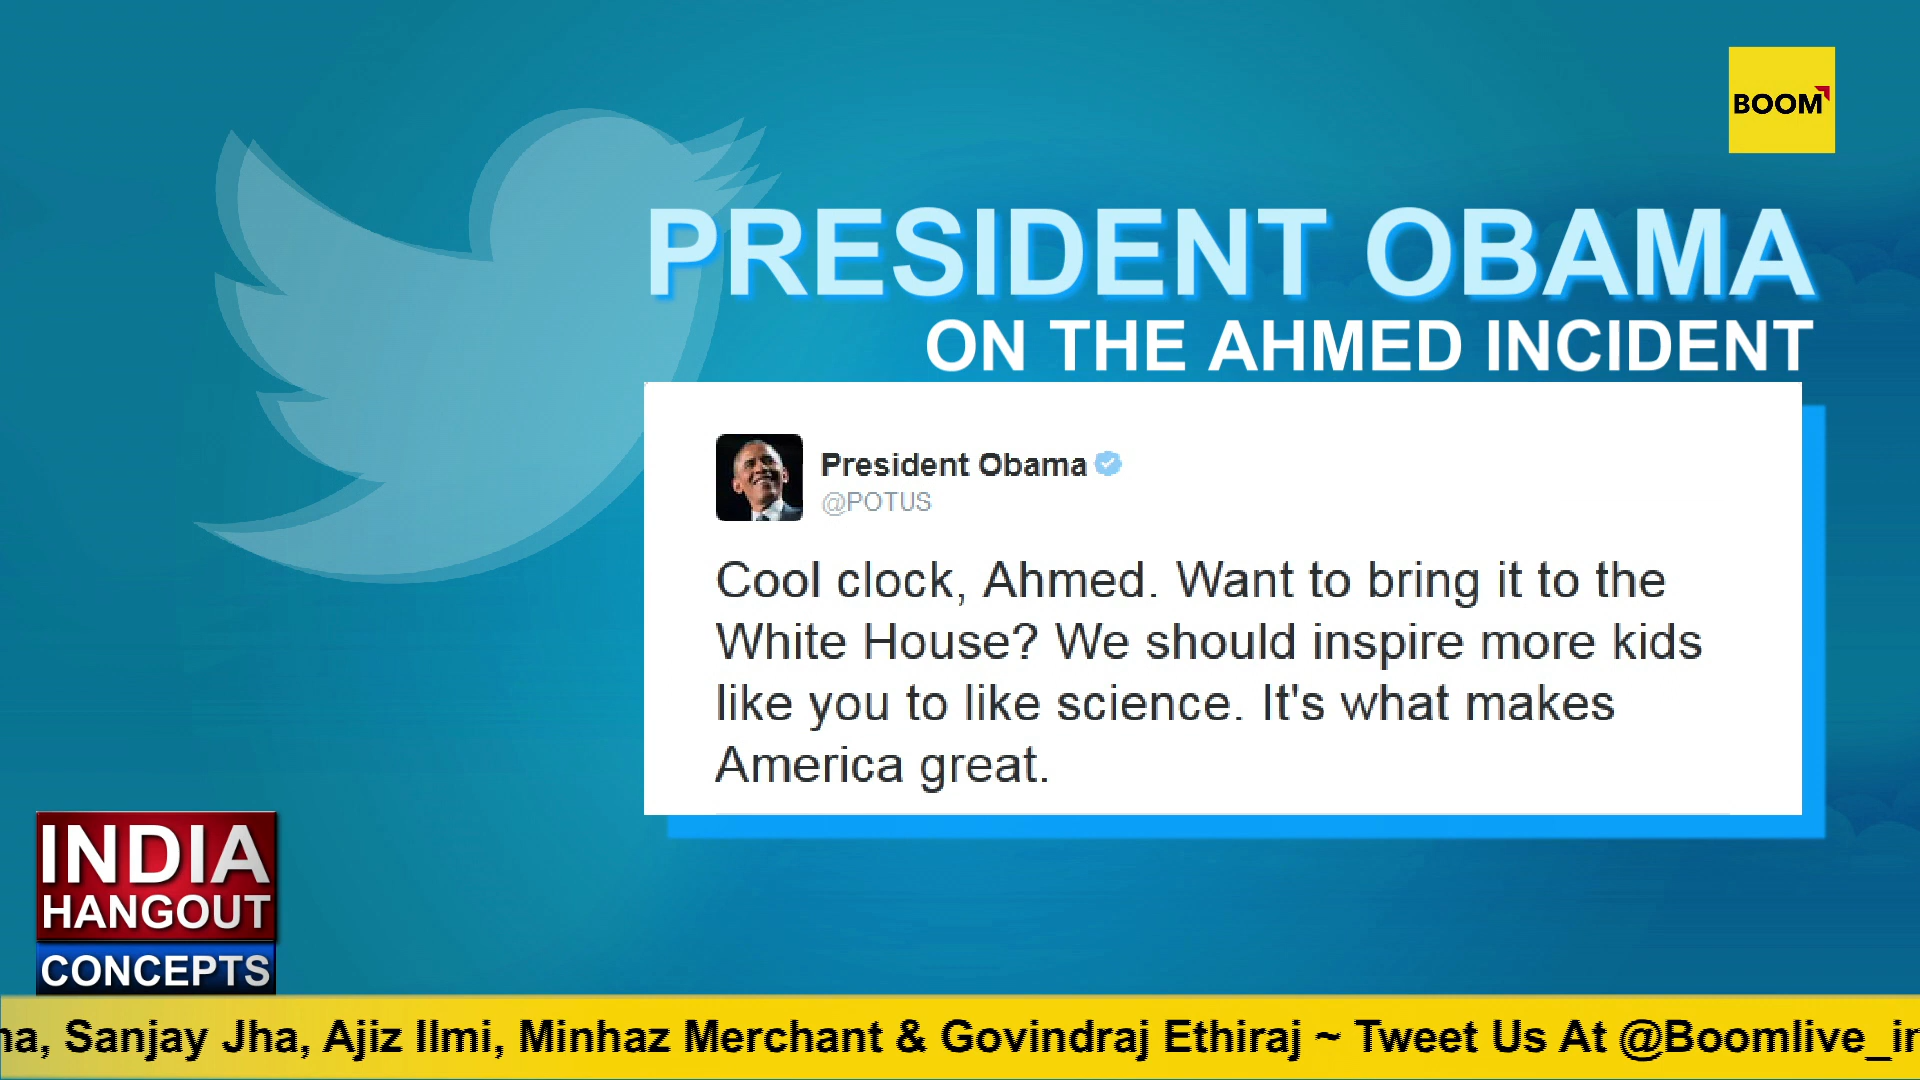 BOOM
PRESIDENT OBAMA
ON THE AHMED INCIDENT
President Obama
@POTUS
Cool clock, Ahmed. Want to bring it to the
White House? We should inspire more kids
like you to like science. It's what makes
America great.
INDIA
HANGOUT
CONCEPTS
na, Sanjay Jha, Ajiz Ilmi, Minhaz Merchant & Govindraj Ethiraj ~ Tweet Us At @Boomlive_in